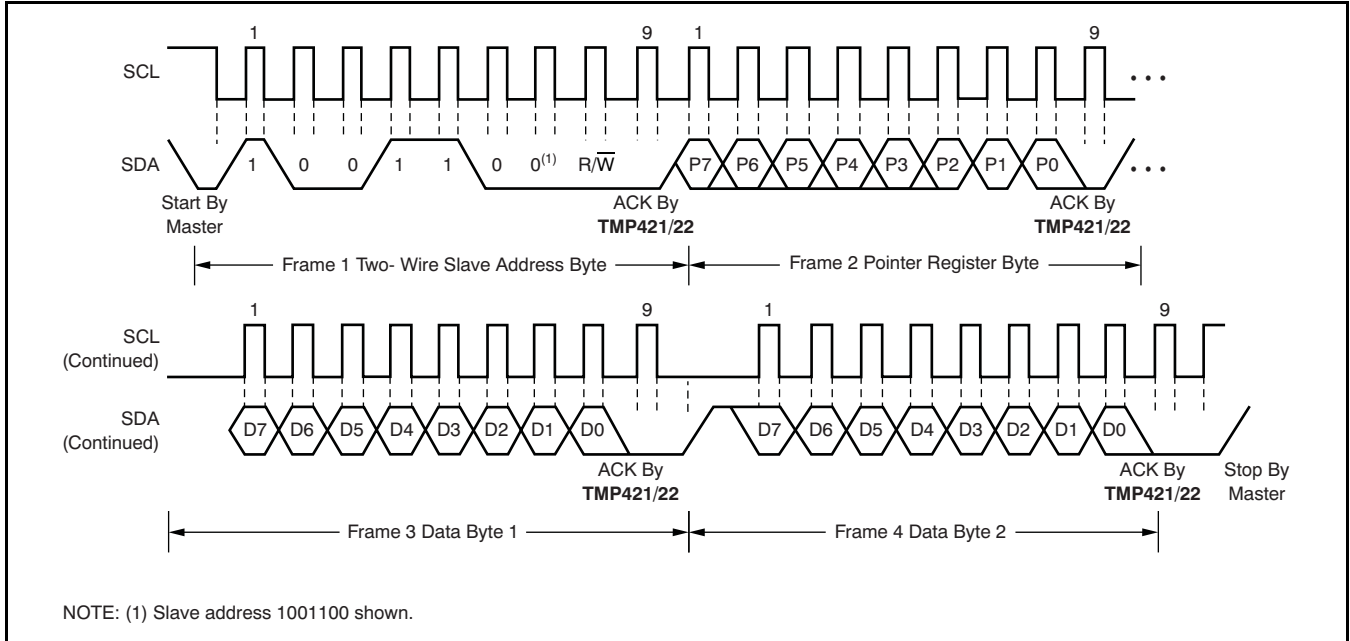 1 9 1 9
SCL
. . .
SDA
1 0 0 1 1 0 0(1) R/W P7 P6 P5 P4 P3 P2 P1 P0
. . .
Start By
Master
ACK By
TMP421/22
ACK By
TMP421/22
Frame 1 Two- Wire Slave Address Byte
Frame 2 Pointer Register Byte
1 9 1 9
SCL
(Continued)
SDA
(Continued)
D7 D6 D5 D4 D3 D2 D1 D0 D7 D6 D5 D4 D3 D2 D1 D0
ACK By
TMP421/22
ACK By
TMP421/22
Stop By
Master
Frame 3 Data Byte 1
Frame 4 Data Byte 2
NOTE: (1) Slave address 1001100 shown.